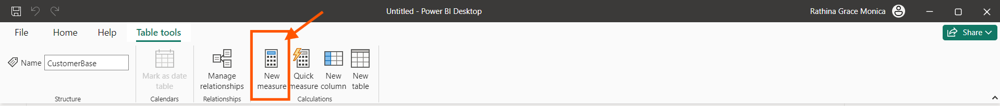 Untitled - Power BI Desktop
Rathina Grace Monica
File Home Help Table tools
Share
Name CustomerBase
Mark as date
table
Manage
relationships
New
measure
Quick
measure
New
column
New
table
Structure
Calendars
Relationships
Calculations